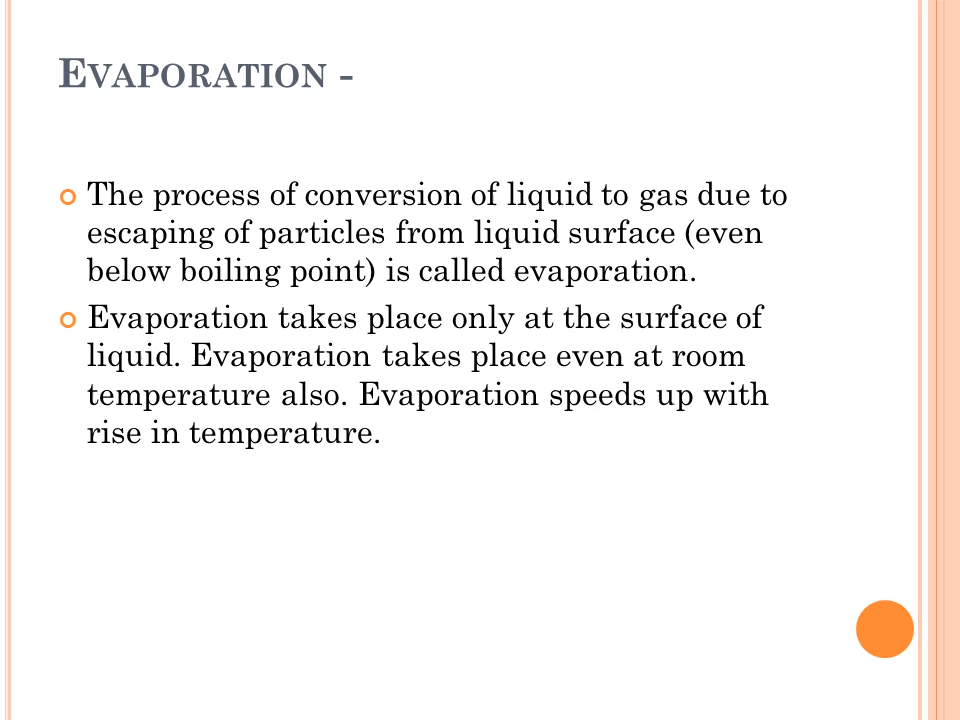 EVAPORATION -
The process of conversion of liquid to gas due to
escaping of particles from liquid surface (even
below boiling point) is called evaporation.
Evaporation takes place only at the surface of
liquid. Evaporation takes place even at room
temperature also. Evaporation speeds up with
rise in temperature.